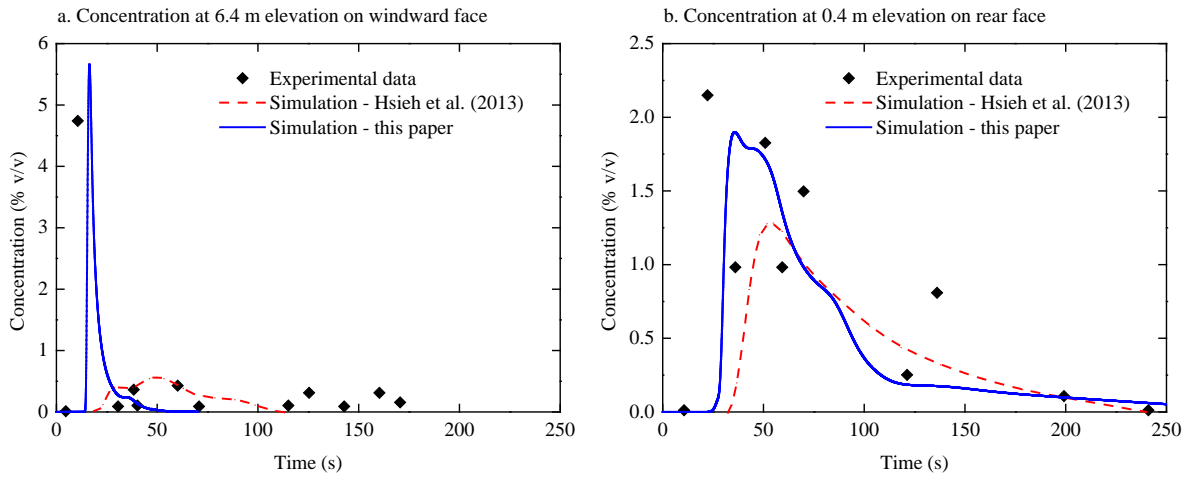 a. Concentration at 6.4 m elevation on windward face
6
5
4
3
2
1
0
Concentration (% v/v)
Experimental data
Simulation - Hsieh et al. (2013)
Simulation - this paper
0
50
100
150
200
250
Time (s)
b. Concentration at 0.4 m elevation on rear face
2.5
2.0
1.5
1.0
0.5
0.0
Concentration (% v/v)
Experimental data
Simulation - Hsieh et al. (2013)
Simulation - this paper
0
50
100
150
200
250
Time (s)